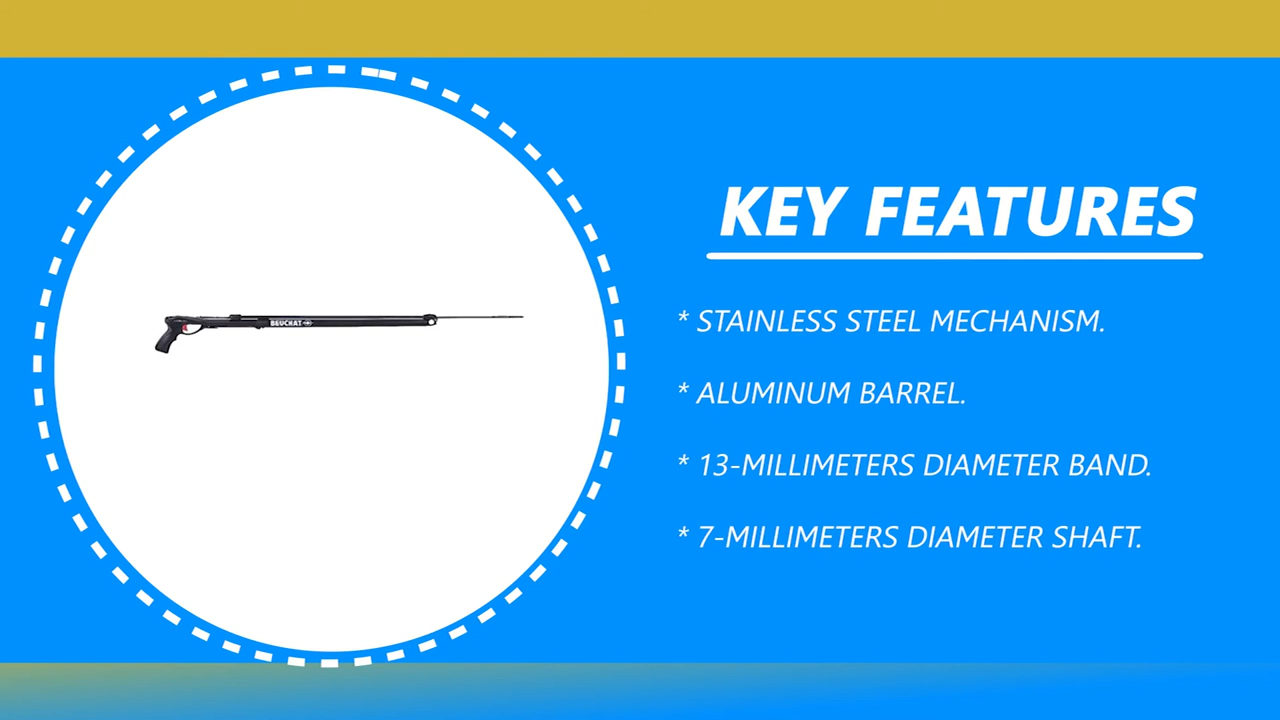 BEUCHAT
KEY FEATURES
* STAINLESS STEEL MECHANISM.
* ALUMINUM BARREL.
* 13-MILLIMETERS DIAMETER BAND.
* 7-MILLIMETERS DIAMETER SHAFT.